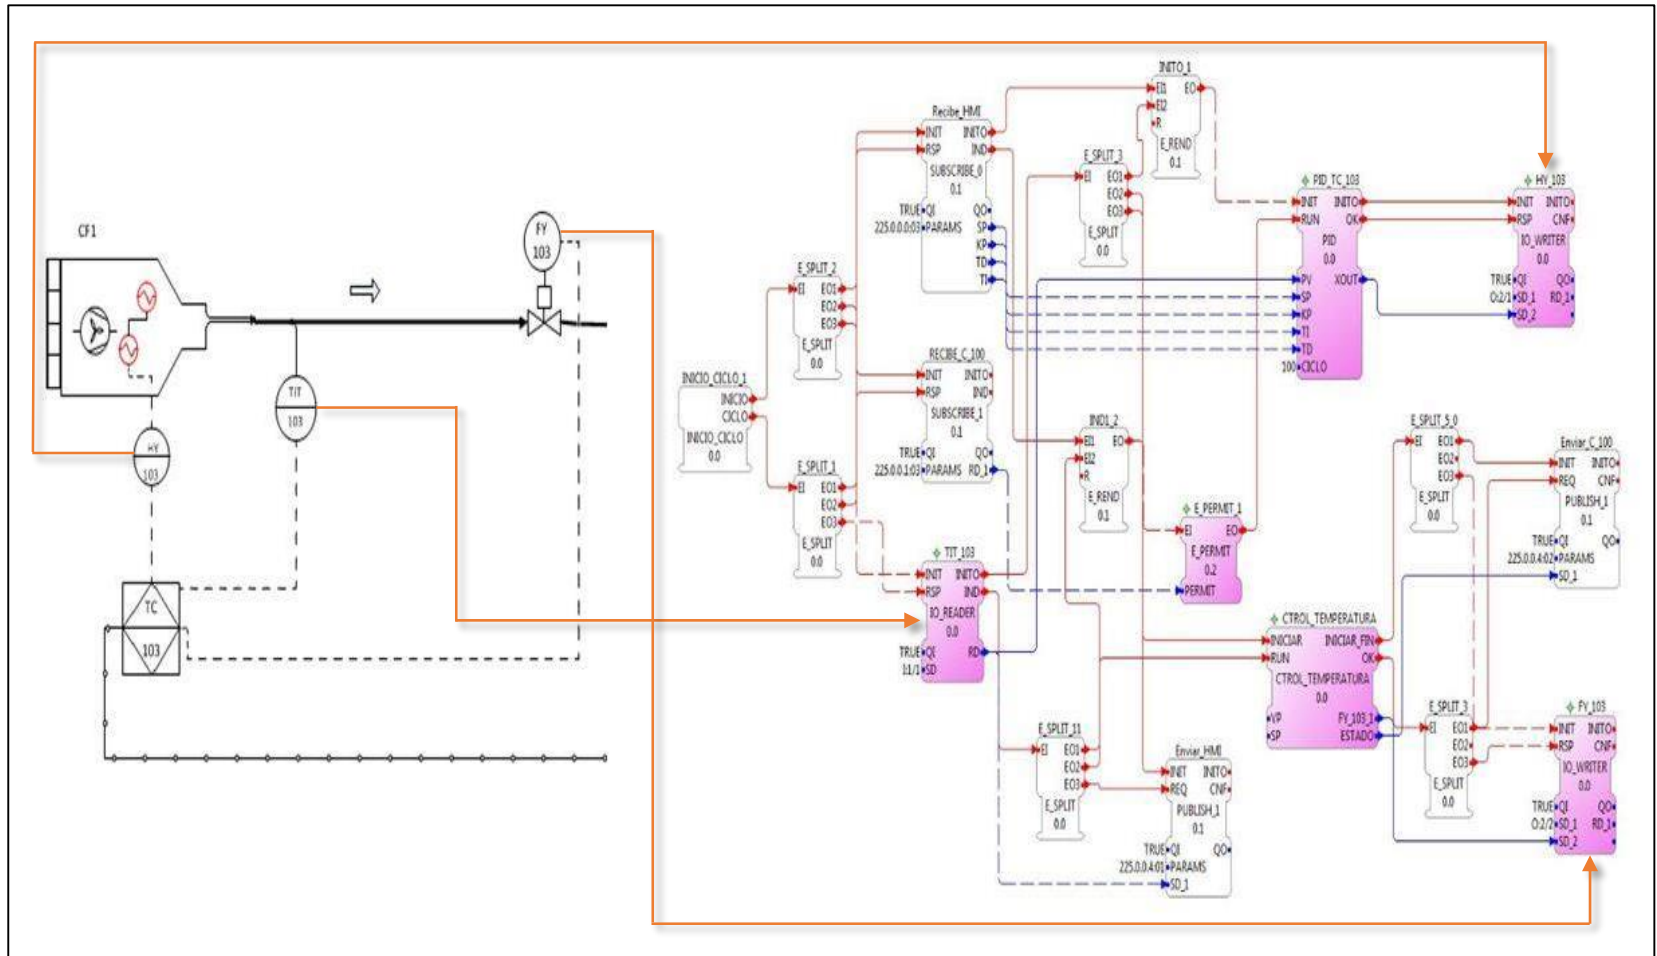 CF1
FY
103
TIT
103
HY
103
TC
103
INICIO_CICLO_1
INICIO
CICLO
INICIO_CICLO
0.0
E_SPLIT_2
EI EO1
EO2
EO3
E_SPLIT
0.0
E_SPLIT_1
EI EO1
EO2
EO3
E_SPLIT
0.0
Recibe_HMI
INIT INITO
RSP IND
SUBSCRIBE_0
0.1
TRUE QI QO
225.0.0.0:03 PARAMS SP
KP
TD
TI
RECIBE_C_100
INIT INITO
RSP IND
SUBSCRIBE_1
0.1
TRUE QI QO
225.0.0.1:03 PARAMS RD_1
TIT_103
INIT INITO
RSP IND
IO_READER
0.0
TRUE QI RD
I:1/1 SD
E_SPLIT_3
EI EO1
EO2
EO3
E_SPLIT
0.0
INITO_1
EI1 EO
EI2
R
E_REND
0.1
IND1_2
EI1 EO
EI2
R
E_REND
0.1
E_SPLIT_11
EI EO1
EO2
EO3
E_SPLIT
0.0
Enviar_HMI
INIT INITO
REQ CNF
PUBLISH_1
0.1
TRUE QI QO
225.0.0.4:01 PARAMS
SD_1
E_PERMIT_1
EI EO
E_PERMIT
0.2
PERMIT
PID_TC_103
INIT INITO
RUN OK
PID
0.0
PV XOUT
SP
KP
TI
TD
100 CICLO
HY_103
INIT INITO
RSP CNF
IO_WRITER
0.0
TRUE QI QO
O:2/1 SD_1 RD_1
SD_2
CTROL_TEMPERATURA
INICIAR INICIAR_FIN
RUN OK
CTROL_TEMPERATURA
0.0
VP FY_103_1
SP ESTADO
E_SPLIT_5_0
EI EO1
EO2
EO3
E_SPLIT
0.0
Enviar_C_100
INIT INITO
REQ CNF
PUBLISH_1
0.1
TRUE QI QO
225.0.0.4:02 PARAMS
SD_1
E_SPLIT_3
EI EO1
EO2
EO3
E_SPLIT
0.0
FY_103
INIT INITO
RSP CNF
IO_WRITER
0.0
TRUE QI QO
O:2/2 SD_1 RD_1
SD_2